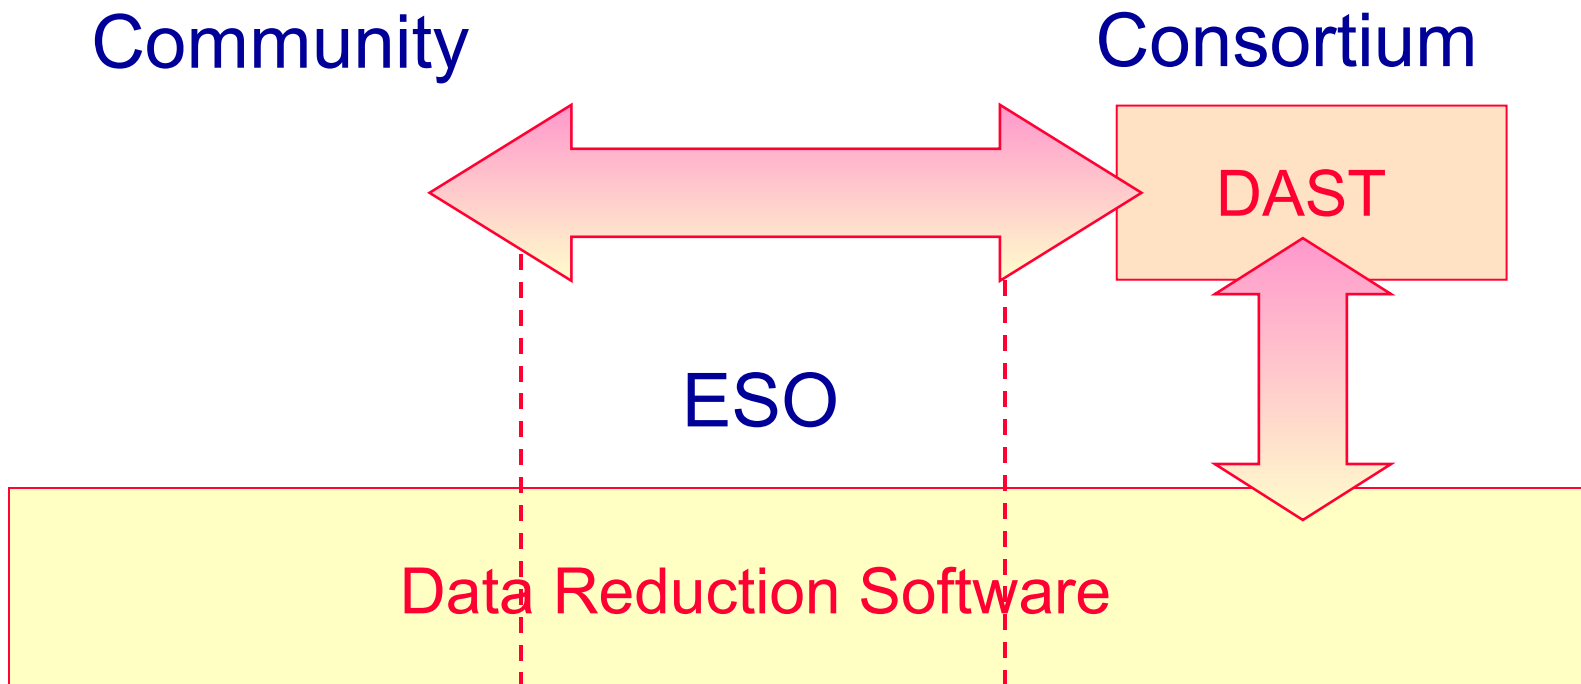 Community
Consortium
DAST
ESO
Data Reduction Software